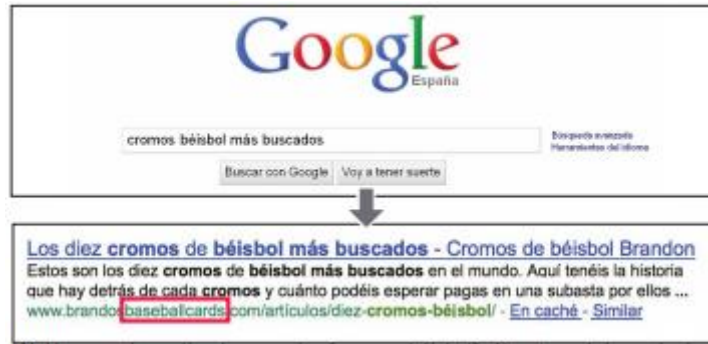 Google
España
cromos béisbol más buscados
Búsqueda avanzada
Herramientas del idioma
Buscar con Google Voy a tener suerte
Los diez cromos de béisbol más buscados - Cromos de béisbol Brandon
Estos son los diez cromos de béisbol más buscados en el mundo. Aquí tenéis la historia
que hay detrás de cada cromos y cuánto podéis esperar pagas en una subasta por ellos ...
www.brandosbaseballcards.com/artículos/diez-cromos-béisbol/ - En caché - Similar